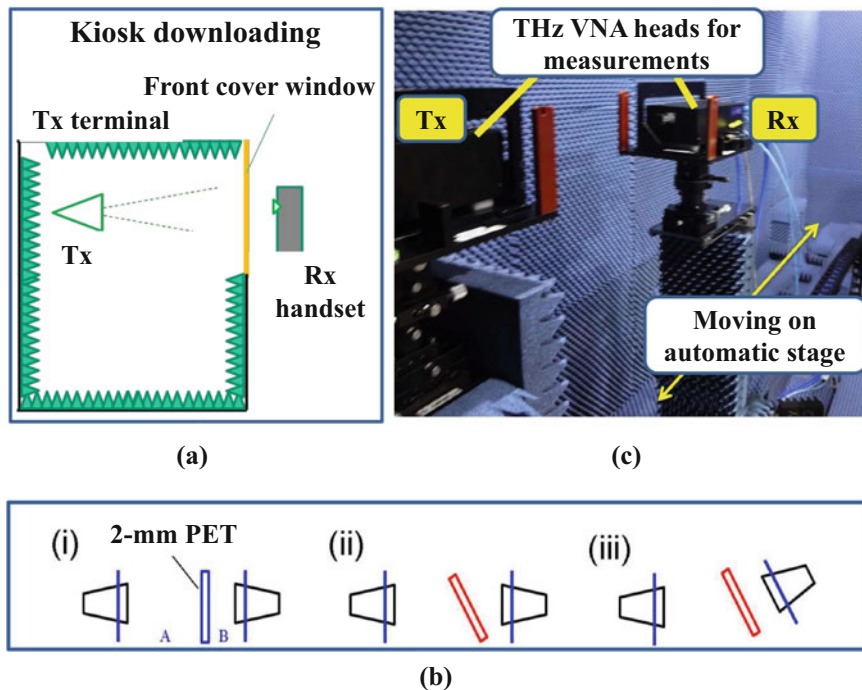 Kiosk downloading
Front cover window
Tx terminal
Tx
Rx
handset
(a)
THz VNA heads for
measurements
Tx
Rx
Moving on
automatic stage
(c)
(i)
2-mm PET
A
B
(ii)
(iii)
(b)